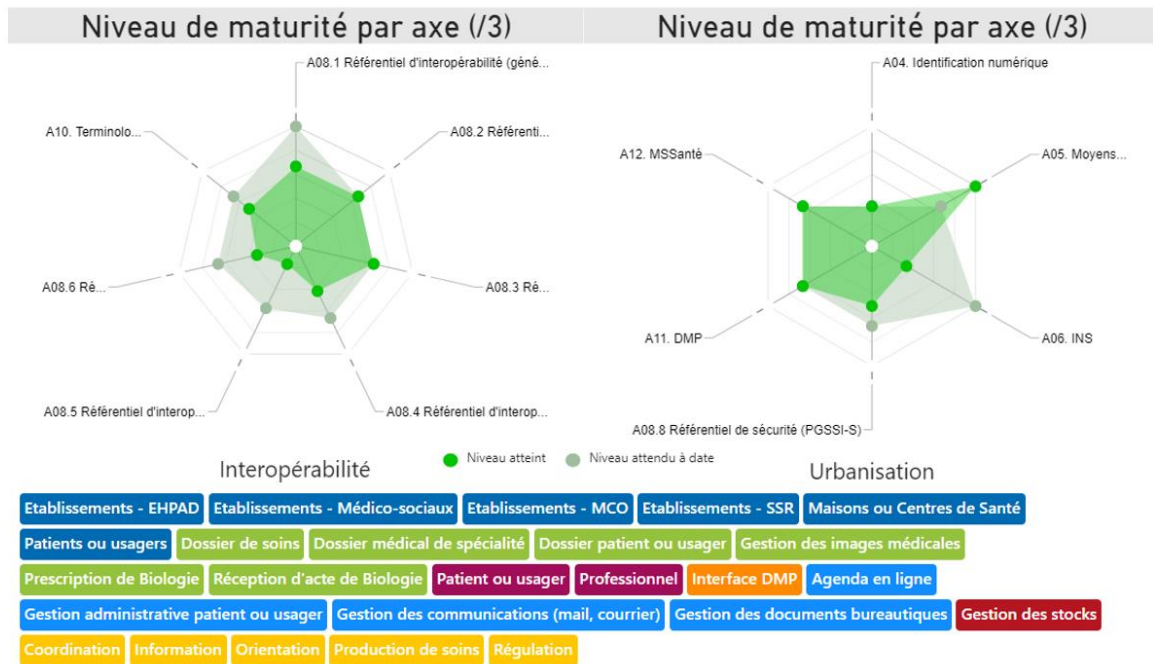 Niveau de maturité par axe (/3)
Niveau de maturité par axe (/3)
A08.1 Référentiel d'interopérabilité (géné...
A10. Terminolo...
A08.2 Référenti...
A08.6 Ré...
A08.3 Ré...
A08.5 Référentiel d'interop...
A08.4 Référentiel d'interop...
A04. Identification numérique
A12. MSSanté
A05. Moyens...
A11. DMP
A06. INS
A08.8 Référentiel de sécurité (PGSSI-S)
Interopérabilité
Niveau atteint
Niveau attendu à date
Urbanisation
Etablissements - EHPAD Etablissements - Médico-sociaux Etablissements - MCO Etablissements - SSR Maisons ou Centres de Santé
Patients ou usagers Dossier de soins Dossier médical de spécialité Dossier patient ou usager Gestion des images médicales
Prescription de Biologie Réception d'acte de Biologie Patient ou usager Professionnel Interface DMP Agenda en ligne
Gestion administrative patient ou usager Gestion des communications (mail, courrier) Gestion des documents bureautiques Gestion des stocks
Coordination Information Orientation Production de soins Régulation